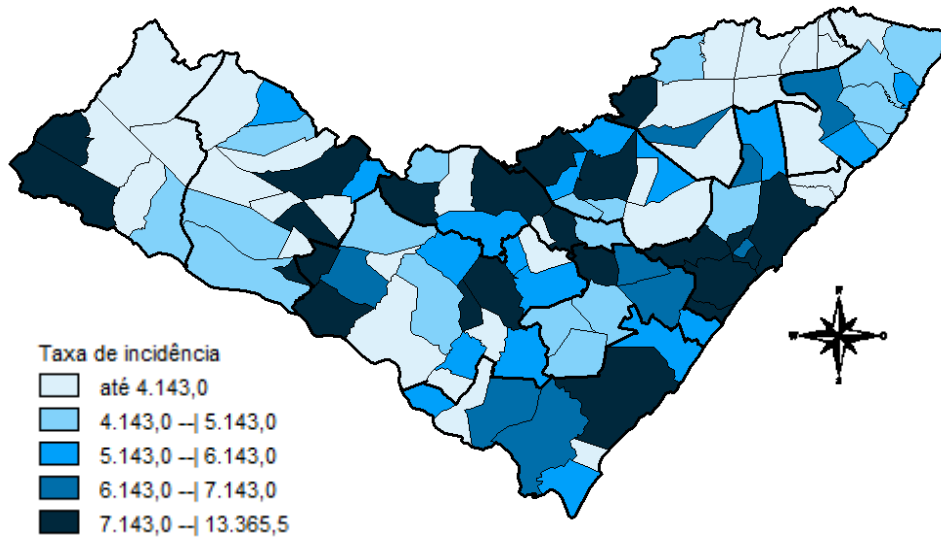 Taxa de incidência
até 4.143,0
4.143,0 --| 5.143,0
5.143,0 --| 6.143,0
6.143,0 --| 7.143,0
7.143,0 --| 13.365,5